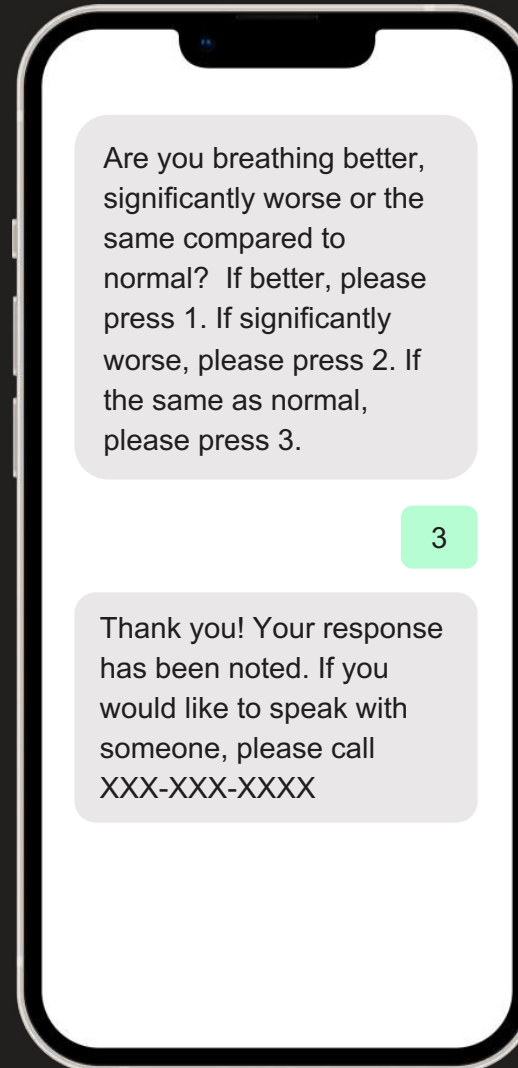 Are you breathing better,
significantly worse or the
same compared to
normal?  If better, please
press 1. If significantly
worse, please press 2. If
the same as normal,
please press 3.
3
Thank you! Your response
has been noted. If you
would like to speak with
someone, please call
XXX-XXX-XXXX